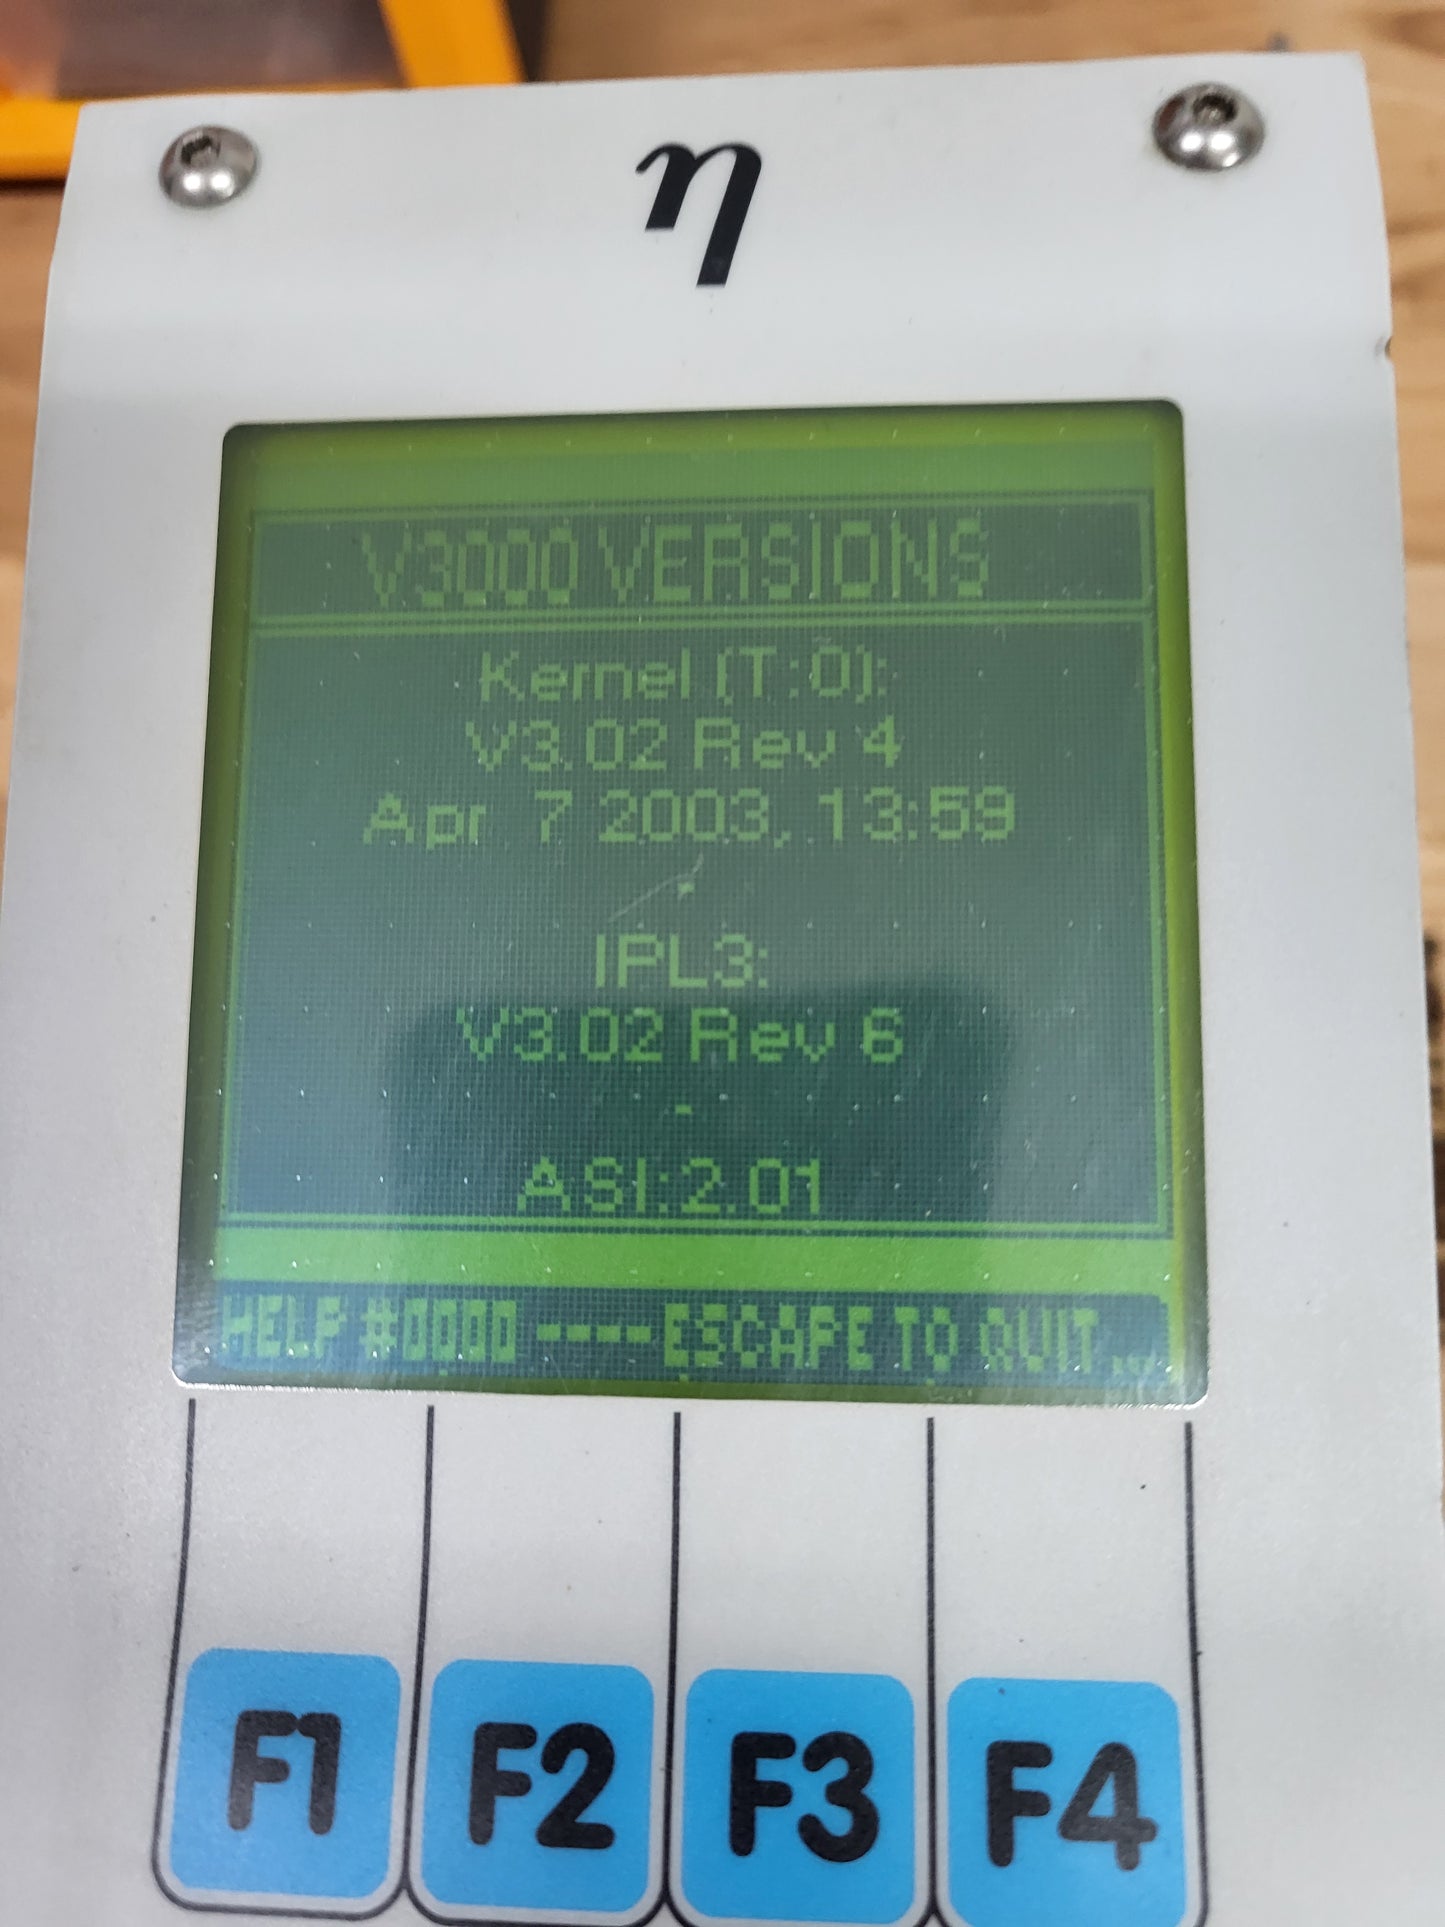 η
V3000 VERSIONS
Kernel (T:0):
V3.02 Rev 4
Apr 7 2003, 13:59
-
IPL3:
V3.02 Rev 6
-
ASI:2.01
HELP #0000 ----ESCAPE TO QUIT...
F1 F2 F3 F4